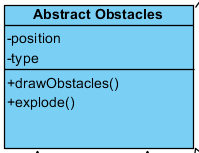 Abstract Obstacles
-position
-type
+drawObstacles()
+explode()